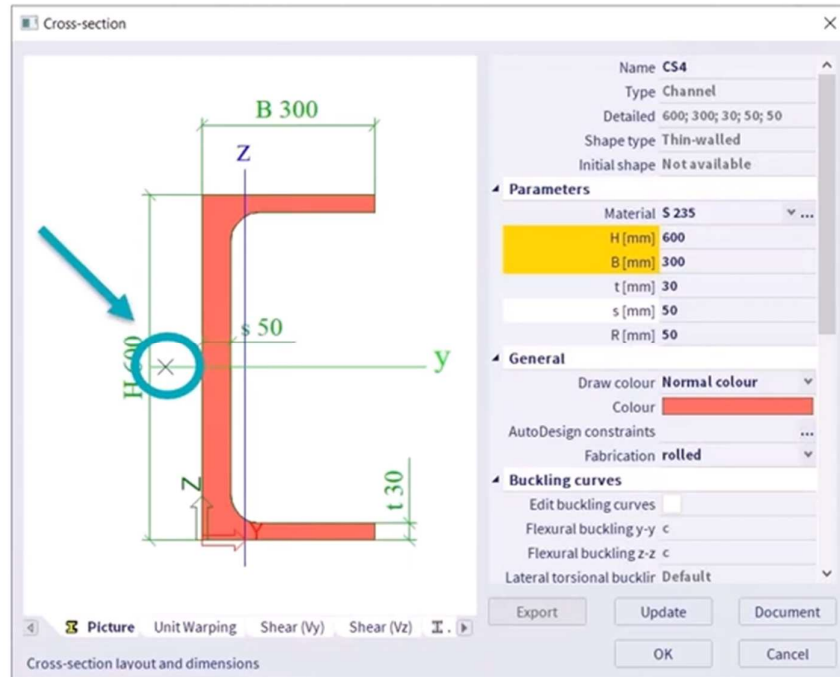 Cross-section
B 300
Z
s 50
H 600
y
Z
Y
t 30
Picture Unit Warping Shear (Vy) Shear (Vz)
Cross-section layout and dimensions
Name CS4
Type Channel
Detailed 600; 300; 30; 50; 50
Shape type Thin-walled
Initial shape Not available
Parameters
Material S 235 ...
H [mm] 600
B [mm] 300
t [mm] 30
s [mm] 50
R [mm] 50
General
Draw colour Normal colour
Colour
AutoDesign constraints ...
Fabrication rolled
Buckling curves
Edit buckling curves
Flexural buckling y-y c
Flexural buckling z-z c
Lateral torsional bucklir Default
Export Update Document
OK Cancel